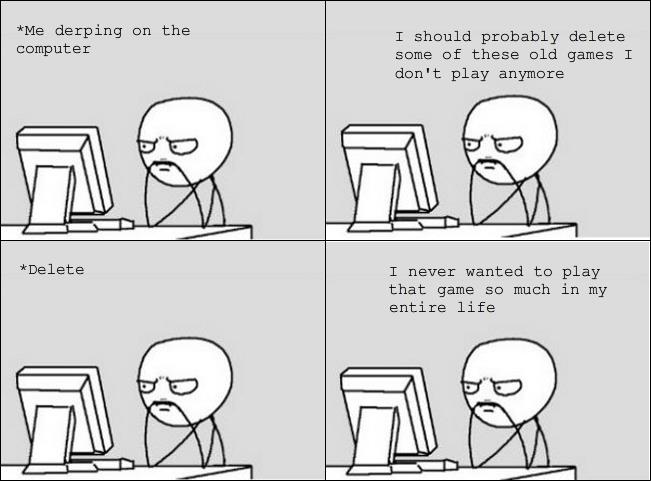 *Me derping on the
computer
I should probably delete
some of these old games I
don't play anymore
*Delete
I never wanted to play
that game so much in my
entire life